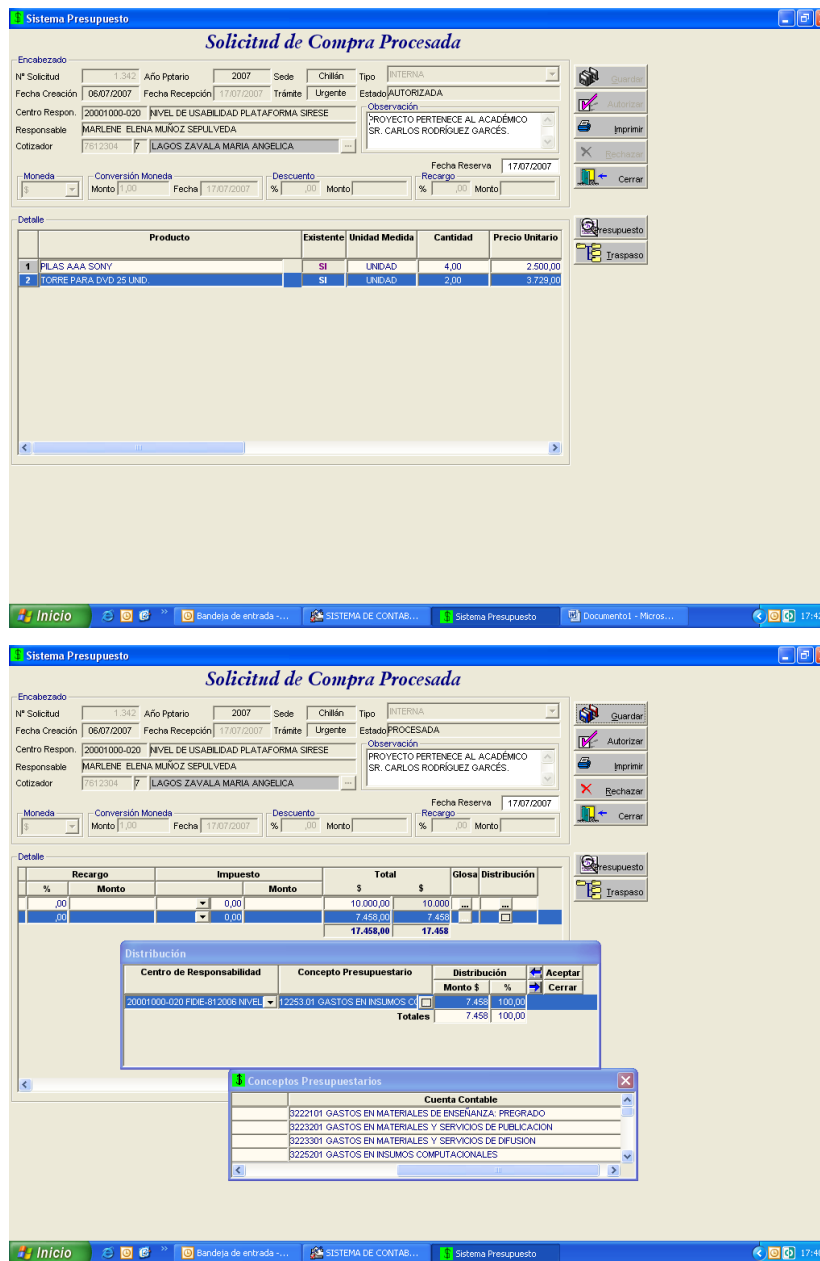 Sistema Presupuesto
Solicitud de Compra Procesada
Encabezado
N° Solicitud 1.342 Año Pptario 2007 Sede Chillán Tipo INTERNA
Fecha Creación 06/07/2007 Fecha Recepción 17/07/2007 Trámite Urgente Estado AUTORIZADA
Centro Respon. 20001000-020 NIVEL DE USABILIDAD PLATAFORMA SIRESE
Responsable MARLENE ELENA MUÑOZ SEPULVEDA
Cotizador 7612304 7 LAGOS ZAVALA MARIA ANGELICA ...
Observación
PROYECTO PERTENECE AL ACADÉMICO
SR. CARLOS RODRÍGUEZ GARCÉS.
Fecha Reserva 17/07/2007
Moneda Conversión Moneda Descuento Recargo
$ Monto 1,00 Fecha 17/07/2007 % ,00 Monto % ,00 Monto
Guardar
Autorizar
Imprimir
Rechazar
Cerrar
Presupuesto
Traspaso
Detalle
Producto Existente Unidad Medida Cantidad Precio Unitario
1 PILAS AAA SONY SI UNIDAD 4,00 2.500,00
2 TORRE PARA DVD 25 UNID. SI UNIDAD 2,00 3.729,00
Inicio » Bandeja de entrada -... SISTEMA DE CONTAB... Sistema Presupuesto Documento1 - Micros...
Sistema Presupuesto
Solicitud de Compra Procesada
Encabezado
N° Solicitud 1.342 Año Pptario 2007 Sede Chillán Tipo INTERNA
Fecha Creación 06/07/2007 Fecha Recepción 17/07/2007 Trámite Urgente Estado PROCESADA
Centro Respon. 20001000-020 NIVEL DE USABILIDAD PLATAFORMA SIRESE
Responsable MARLENE ELENA MUÑOZ SEPULVEDA
Cotizador 7612304 7 LAGOS ZAVALA MARIA ANGELICA ...
Observación
PROYECTO PERTENECE AL ACADÉMICO
SR. CARLOS RODRÍGUEZ GARCÉS.
Fecha Reserva 17/07/2007
Moneda Conversión Moneda Descuento Recargo
$ Monto 1,00 Fecha 17/07/2007 % ,00 Monto % ,00 Monto
Guardar
Autorizar
Imprimir
Rechazar
Cerrar
Presupuesto
Traspaso
Detalle
Recargo Impuesto Total Glosa Distribución
% Monto Monto $ $
,00 0,00 10.000,00 10.000 ... ...
,00 0,00 7.458,00 7.458 ...
17.458,00 17.458
Distribución
Centro de Responsabilidad Concepto Presupuestario Distribución Aceptar
Monto $ % Cerrar
20001000-020 FIDIE-812006 NIVEL 12253.01 GASTOS EN INSUMOS CO 7.458 100,00
Totales 7.458 100,00
Conceptos Presupuestarios
Cuenta Contable
3222101 GASTOS EN MATERIALES DE ENSEÑANZA: PREGRADO
3223201 GASTOS EN MATERIALES Y SERVICIOS DE PUBLICACION
3223301 GASTOS EN MATERIALES Y SERVICIOS DE DIFUSION
3225201 GASTOS EN INSUMOS COMPUTACIONALES
Inicio » Bandeja de entrada -... SISTEMA DE CONTAB... Sistema Presupuesto